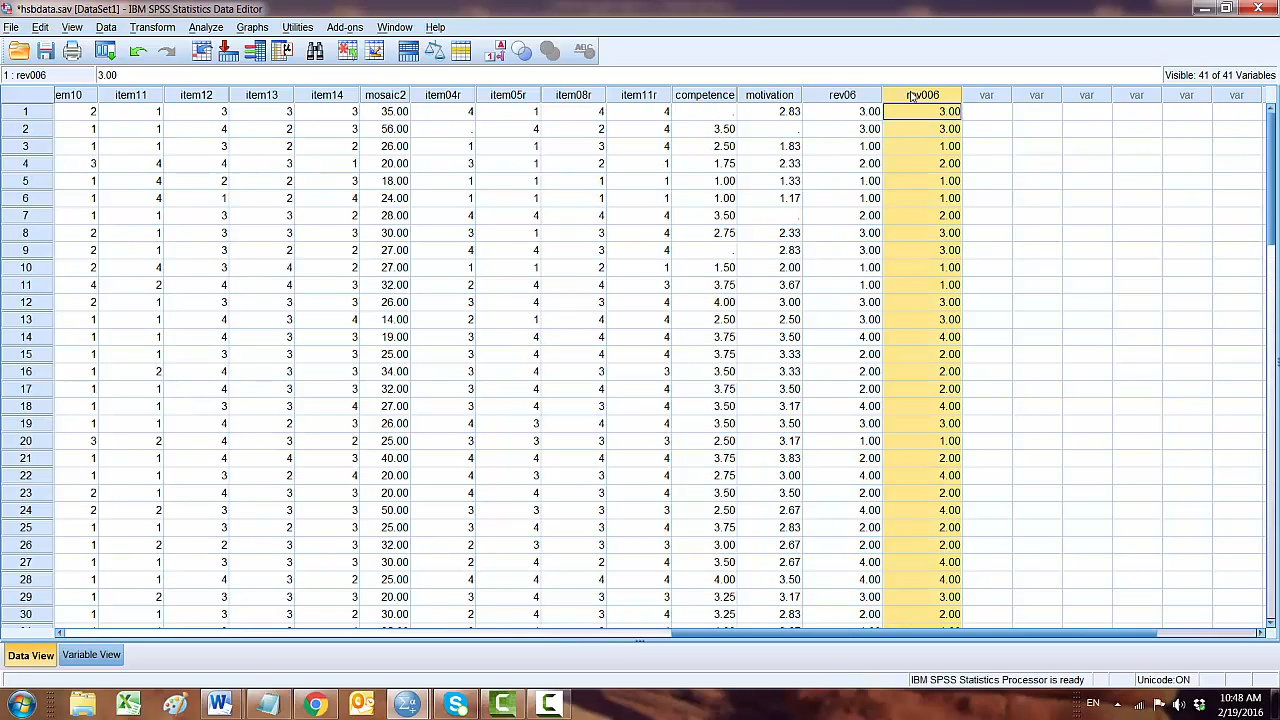 *hsbdata.sav [DataSet1] - IBM SPSS Statistics Data Editor
File Edit View Data Transform Analyze Graphs Utilities Add-ons Window Help
1 : rev006 3.00 Visible: 41 of 41 Variables
em10 item11 item12 item13 item14 mosaic2 item04r item05r item08r item11r competence motivation rev06 rev006 var var var var var var
1 2 1 3 3 3 35.00 4 1 4 4 . 2.83 3.00 3.00
2 1 1 4 2 3 56.00 . 4 2 4 3.50 . 3.00 3.00
3 1 1 3 2 2 26.00 1 1 3 4 2.50 1.83 1.00 1.00
4 3 4 4 3 1 20.00 3 1 2 1 1.75 2.33 2.00 2.00
5 1 4 2 2 3 18.00 1 1 1 1 1.00 1.33 1.00 1.00
6 1 4 1 2 4 24.00 1 1 1 1 1.00 1.17 1.00 1.00
7 1 1 3 3 2 28.00 4 4 4 4 3.50 . 2.00 2.00
8 2 1 3 3 3 30.00 3 1 3 4 2.75 2.33 3.00 3.00
9 2 1 3 2 2 27.00 4 4 3 4 . 2.83 3.00 3.00
10 2 4 3 4 2 27.00 1 1 2 1 1.50 2.00 1.00 1.00
11 4 2 4 4 3 32.00 2 4 4 3 3.75 3.67 1.00 1.00
12 2 1 3 3 3 26.00 3 4 3 4 4.00 3.00 3.00 3.00
13 1 1 4 3 4 14.00 2 1 4 4 2.50 2.50 3.00 3.00
14 1 1 4 3 3 19.00 3 4 4 4 3.75 3.50 4.00 4.00
15 1 1 4 3 3 25.00 3 4 4 4 3.75 3.33 2.00 2.00
16 1 2 4 3 3 34.00 3 4 3 3 3.50 3.33 2.00 2.00
17 1 1 4 3 3 32.00 3 4 4 4 3.75 3.50 2.00 2.00
18 1 1 3 3 4 27.00 3 4 3 4 3.50 3.17 4.00 4.00
19 1 1 4 2 3 26.00 4 4 3 4 3.50 3.50 3.00 3.00
20 3 2 4 3 2 25.00 3 3 3 3 2.50 3.17 1.00 1.00
21 1 1 4 4 3 40.00 4 4 4 4 3.75 3.83 2.00 2.00
22 1 1 3 2 4 20.00 4 3 3 4 2.75 3.00 4.00 4.00
23 2 1 4 3 3 20.00 4 4 3 4 3.50 3.50 2.00 2.00
24 2 2 3 3 3 50.00 3 3 3 3 2.50 2.67 4.00 4.00
25 1 1 3 2 3 25.00 3 4 3 4 3.75 2.83 2.00 2.00
26 1 2 2 3 3 32.00 2 3 3 3 3.00 2.67 2.00 2.00
27 1 1 3 3 3 30.00 2 4 2 4 3.50 2.67 4.00 4.00
28 1 1 4 3 2 25.00 4 4 4 4 4.00 3.50 4.00 4.00
29 1 2 3 3 3 20.00 3 4 3 3 3.25 3.17 3.00 3.00
30 1 1 3 3 2 30.00 2 4 3 4 3.25 2.83 2.00 2.00
Data View Variable View
IBM SPSS Statistics Processor is ready Unicode:ON
EN 10:48 AM
2/19/2016